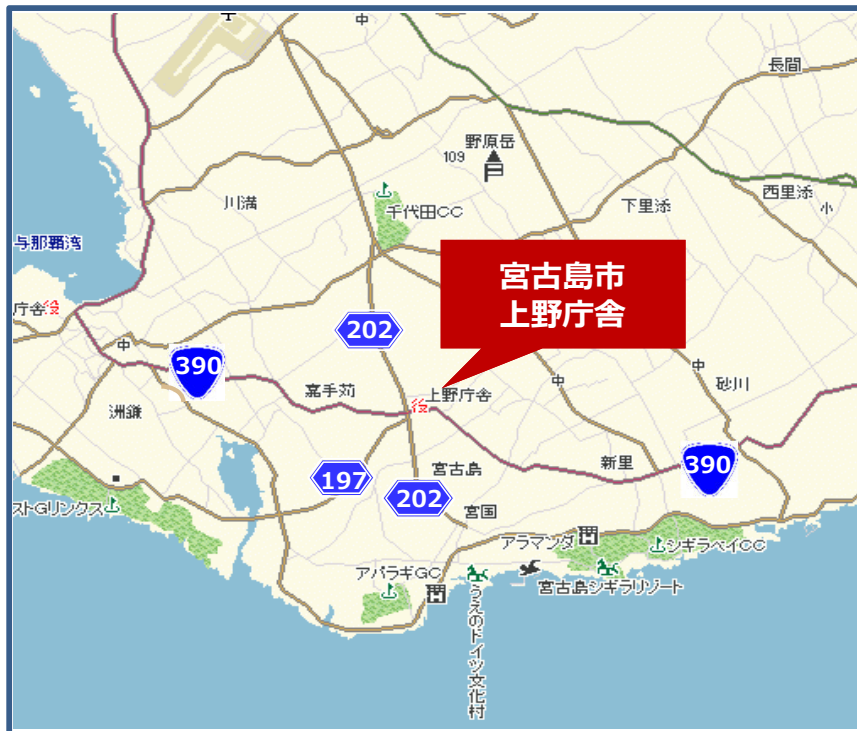 中
長間
野原岳
109
川満
千代田CC
下里添
西里添
小
与那覇湾
宮古島市
上野庁舎
庁舎
役
202
中
390
嘉手苅
上野庁舎
役
中
砂川
洲鎌
197
宮古島
新里
390
202
宮国
ストGリンクス
アラマンダ
シギラベイCC
アパラギGC
宮古島シギラリゾート
うえのドイツ文化村